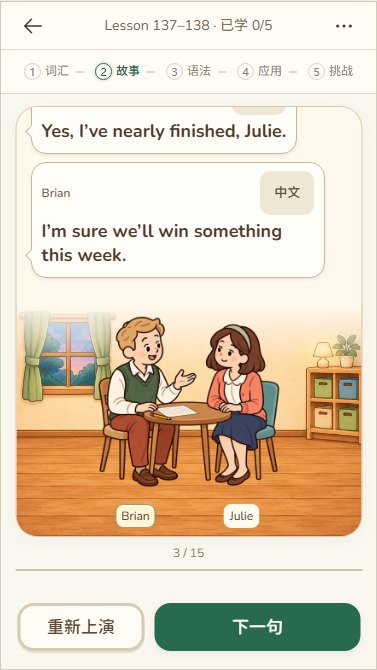 Lesson 137–138 · 已学 0/5
1 词汇 – 2 故事 – 3 语法 – 4 应用 – 5 挑战
Yes, I’ve nearly finished, Julie.
Brian
中文
I’m sure we’ll win something
this week.
Brian
Julie
3 / 15
重新上演
下一句